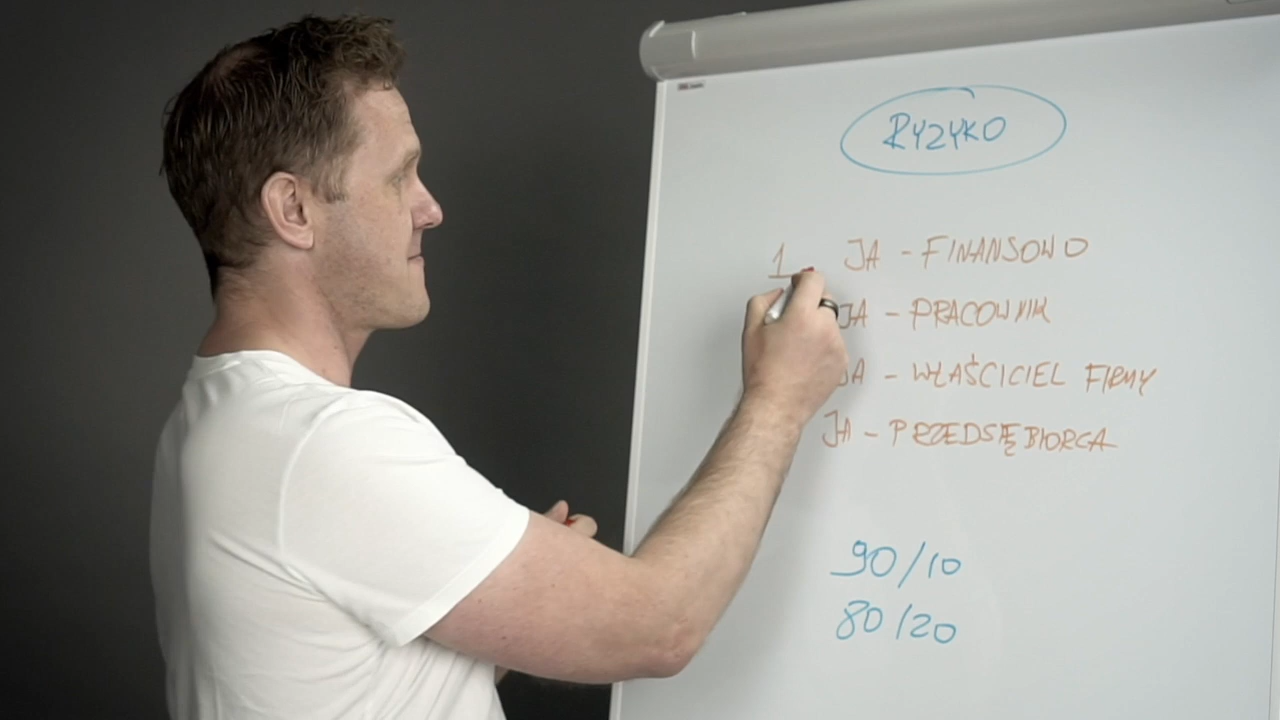 RYZYKO
1 JA - FINANSOWO
JA - PRACOWNIK
JA - WŁAŚCICIEL FIRMY
JA - PRZEDSIĘBIORCA
90/10
80/20